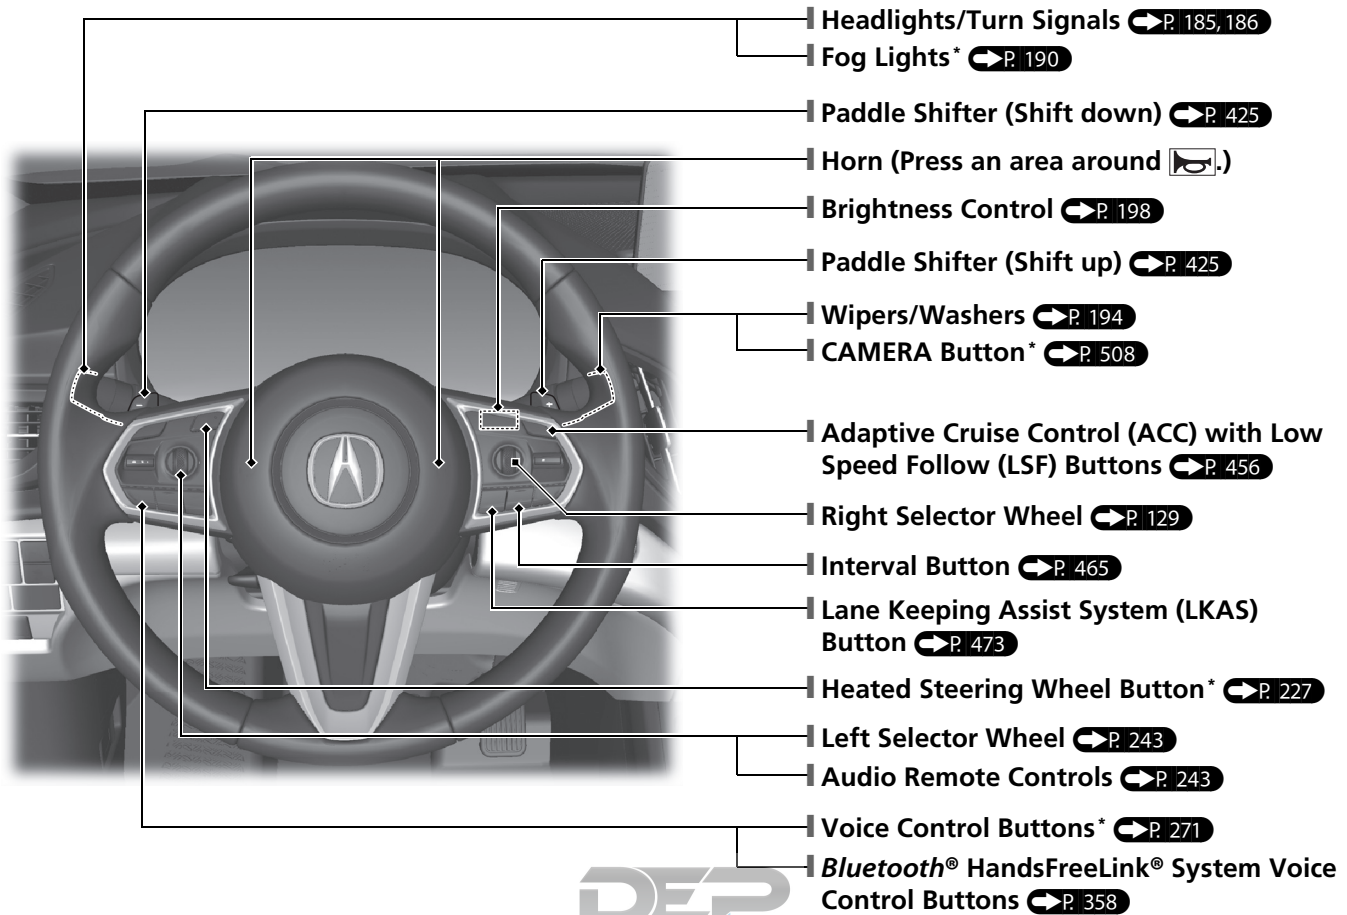 Headlights/Turn Signals P. 185, 186
Fog Lights* P. 190
Paddle Shifter (Shift down) P. 425
Horn (Press an area around .)
Brightness Control P. 198
Paddle Shifter (Shift up) P. 425
Wipers/Washers P. 194
CAMERA Button* P. 508
Adaptive Cruise Control (ACC) with Low
Speed Follow (LSF) Buttons P. 456
Right Selector Wheel P. 129
Interval Button P. 465
Lane Keeping Assist System (LKAS)
Button P. 473
Heated Steering Wheel Button* P. 227
Left Selector Wheel P. 243
Audio Remote Controls P. 243
Voice Control Buttons* P. 271
Bluetooth® HandsFreeLink® System Voice
Control Buttons P. 358
− +
DEP